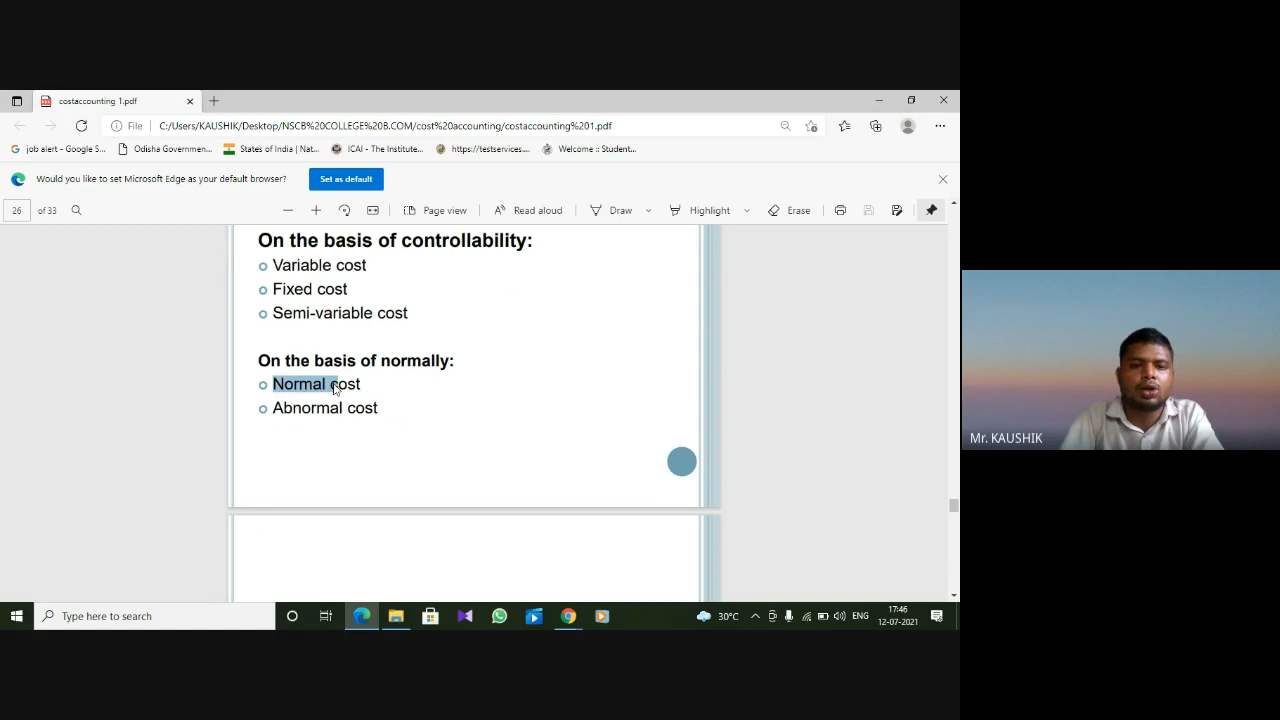 costaccounting 1.pdf
File
C:/Users/KAUSHIK/Desktop/NSCB%20COLLEGE%20B.COM/cost%20accounting/costaccounting%201.pdf
job alert - Google S...
Odisha Governmen...
States of India | Nat...
ICAI - The Institute...
https://testservices....
Welcome :: Student...
Would you like to set Microsoft Edge as your default browser?
Set as default
26
of 33
Page view
Read aloud
Draw
Highlight
Erase
On the basis of controllability:
Variable cost
Fixed cost
Semi-variable cost
On the basis of normally:
Normal cost
Abnormal cost
Mr. KAUSHIK
Type here to search
30°C
ENG
17:46
12-07-2021